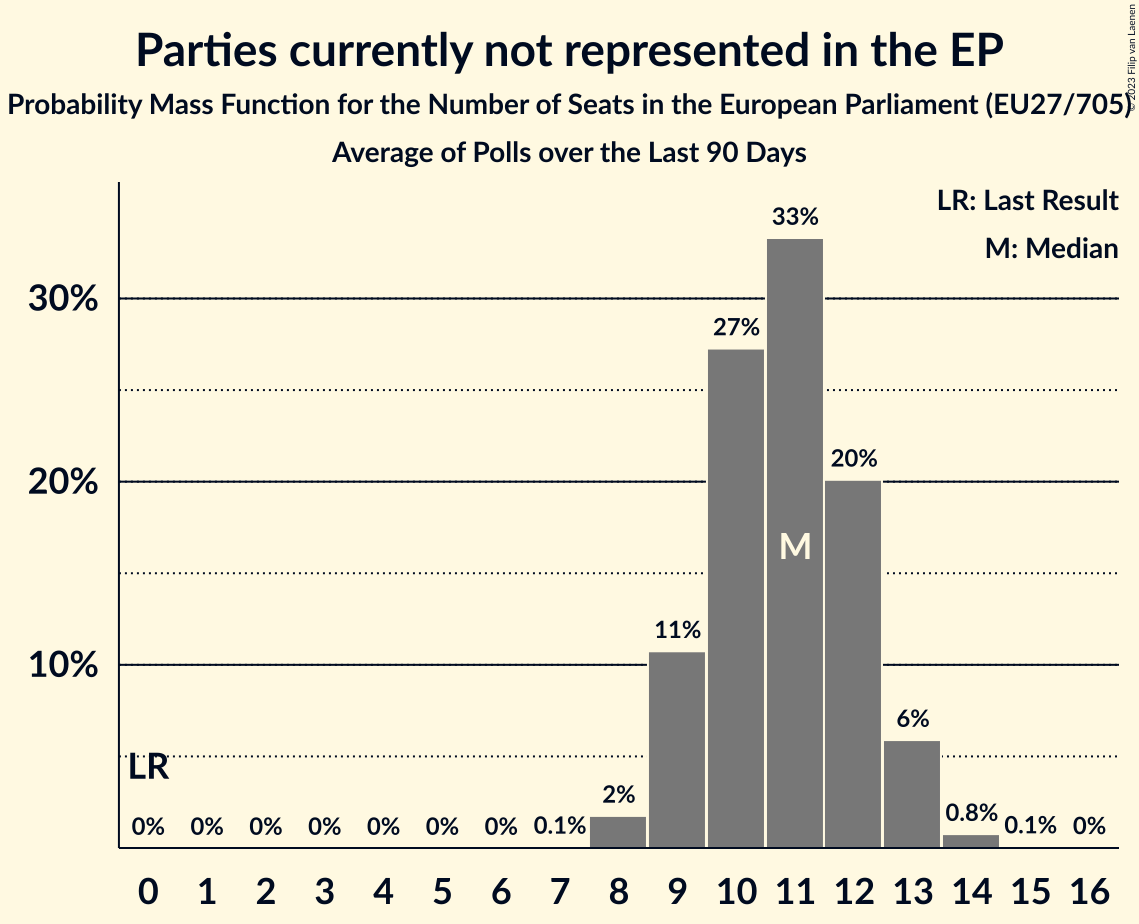 Parties currently not represented in the EP
Probability Mass Function for the Number of Seats in the European Parliament (EU27/705)
Average of Polls over the Last 90 Days
© 2023 Filip van Laenen
LR: Last Result
M: Median
30%
20%
10%
LR
M
0% 0% 0% 0% 0% 0% 0% 0.1% 2% 11% 27% 33% 20% 6% 0.8% 0.1% 0%
0 1 2 3 4 5 6 7 8 9 10 11 12 13 14 15 16